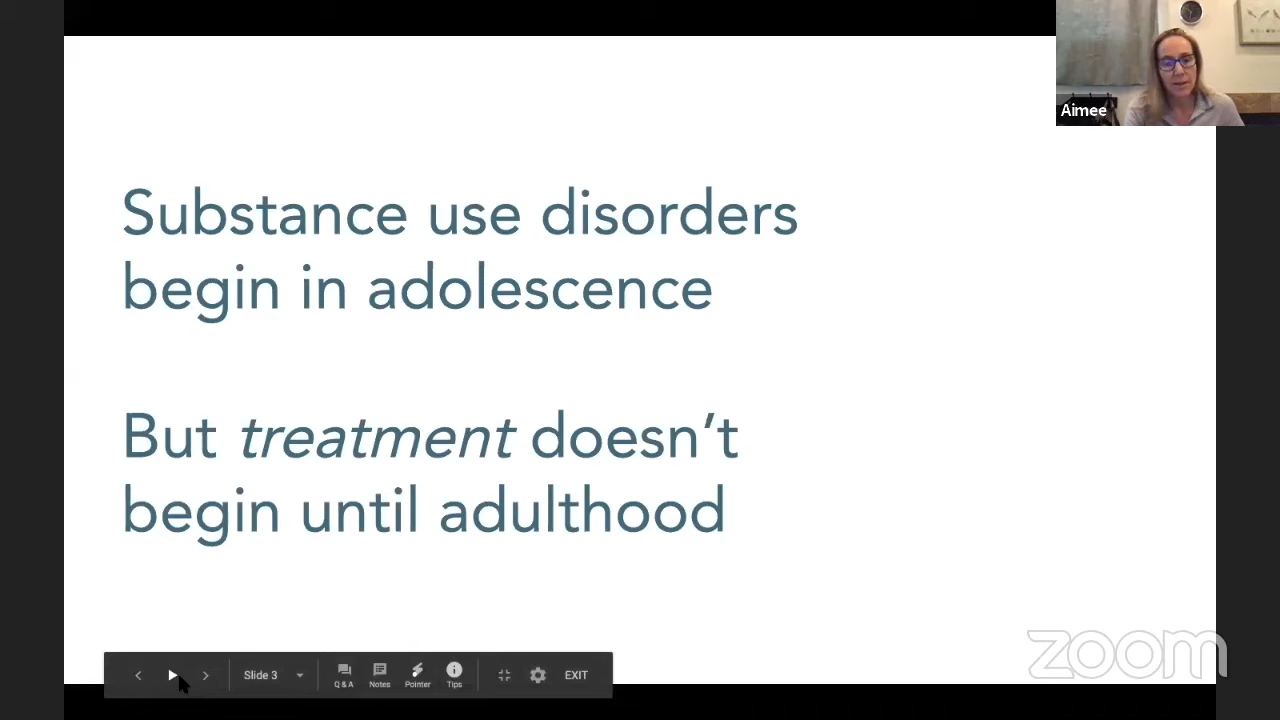 Aimee
Substance use disorders
begin in adolescence
But treatment doesn’t
begin until adulthood
zoom
Slide 3
Q & A
Notes
Pointer
Tips
EXIT